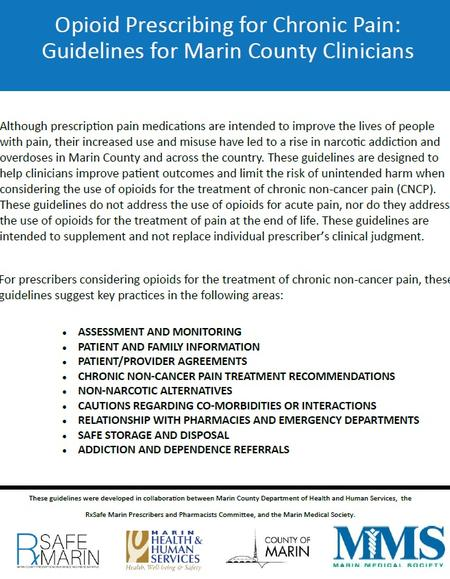 Opioid Prescribing for Chronic Pain:
Guidelines for Marin County Clinicians
Although prescription pain medications are intended to improve the lives of people
with pain, their increased use and misuse have led to a rise in narcotic addiction and
overdoses in Marin County and across the country. These guidelines are designed to
help clinicians improve patient outcomes and limit the risk of unintended harm when
considering the use of opioids for the treatment of chronic non-cancer pain (CNCP).
These guidelines do not address the use of opioids for acute pain, nor do they address
the use of opioids for the treatment of pain at the end of life. These guidelines are
intended to supplement and not replace individual prescriber's clinical judgment.
For prescribers considering opioids for the treatment of chronic non-cancer pain, these
guidelines suggest key practices in the following areas:
• ASSESSMENT AND MONITORING
• PATIENT AND FAMILY INFORMATION
• PATIENT/PROVIDER AGREEMENTS
• CHRONIC NON-CANCER PAIN TREATMENT RECOMMENDATIONS
• NON-NARCOTIC ALTERNATIVES
• CAUTIONS REGARDING CO-MORBIDITIES OR INTERACTIONS
• RELATIONSHIP WITH PHARMACIES AND EMERGENCY DEPARTMENTS
• SAFE STORAGE AND DISPOSAL
• ADDICTION AND DEPENDENCE REFERRALS
These guidelines were developed in collaboration between Marin County Department of Health and Human Services, the
RxSafe Marin Prescribers and Pharmacists Committee, and the Marin Medical Society.
Rx SAFE
MARIN
MARIN
HEALTH &
HUMAN
SERVICES
Health, Well-being & Safety
COUNTY OF
MARIN
MMS
MARIN MEDICAL SOCIETY